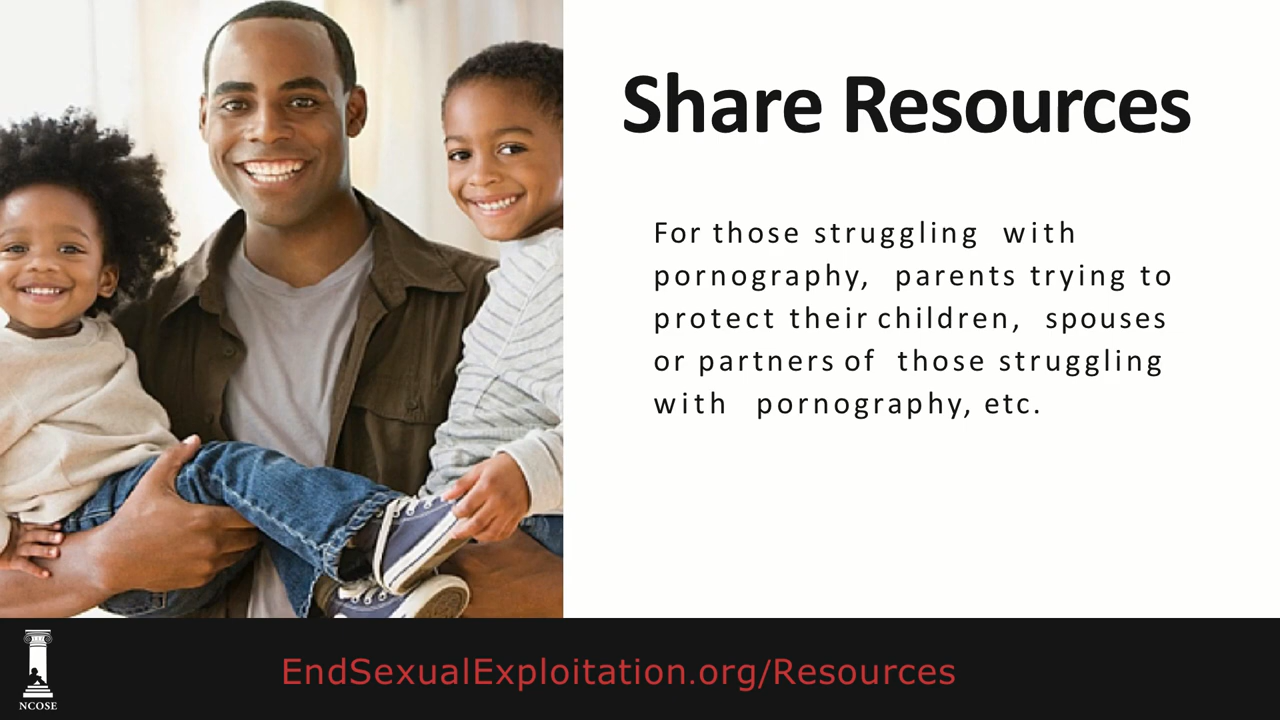 Share Resources
For those struggling with
pornography, parents trying to
protect their children, spouses
or partners of those struggling
with pornography, etc.
NCOSE
EndSexualExploitation.org/Resources